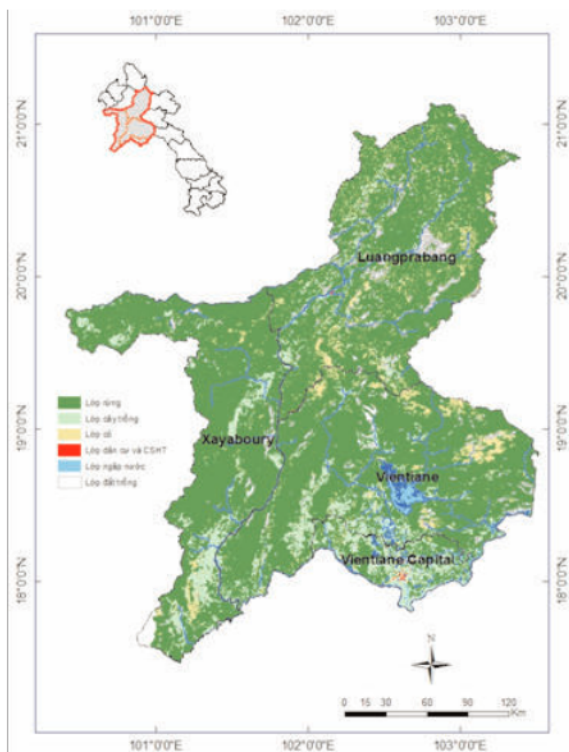 101°0'0"E 102°0'0"E 103°0'0"E
21°0'0"N 21°0'0"N
Luangprabang
20°0'0"N 20°0'0"N
Lớp rừng
Lớp cây trồng
Lớp cỏ
Lớp dân cư và CSHT
Lớp ngập nước
Lớp đất trống
19°0'0"N 19°0'0"N
Xayaboury
Vientiane
Vientiane Capital
18°0'0"N 18°0'0"N
N
0 15 30 60 90 120
Km
101°0'0"E 102°0'0"E 103°0'0"E